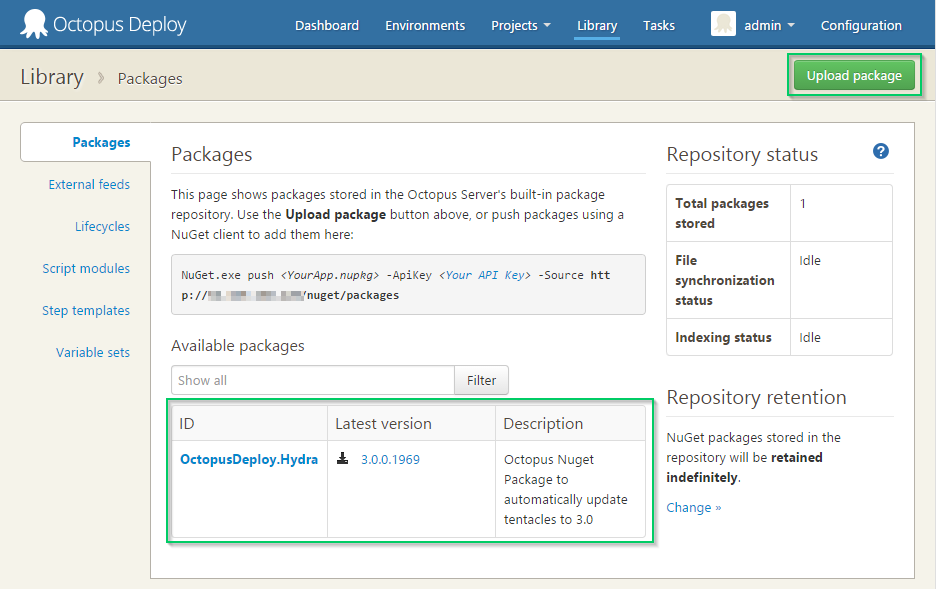 Octopus Deploy
Dashboard Environments Projects Library Tasks admin Configuration
Library > Packages
Upload package
Packages
External feeds
Lifecycles
Script modules
Step templates
Variable sets
Packages
This page shows packages stored in the Octopus Server's built-in package
repository. Use the Upload package button above, or push packages using a
NuGet client to add them here:
NuGet.exe push <YourApp.nupkg> -ApiKey <Your API Key> -Source htt
p:// /nuget/packages
Available packages
Show all Filter
ID Latest version Description
OctopusDeploy.Hydra 3.0.0.1969 Octopus Nuget
Package to
automatically update
tentacles to 3.0
Repository status ?
Total packages 1
stored
File Idle
synchronization
status
Indexing status Idle
Repository retention
NuGet packages stored in the
repository will be retained
indefinitely.
Change »